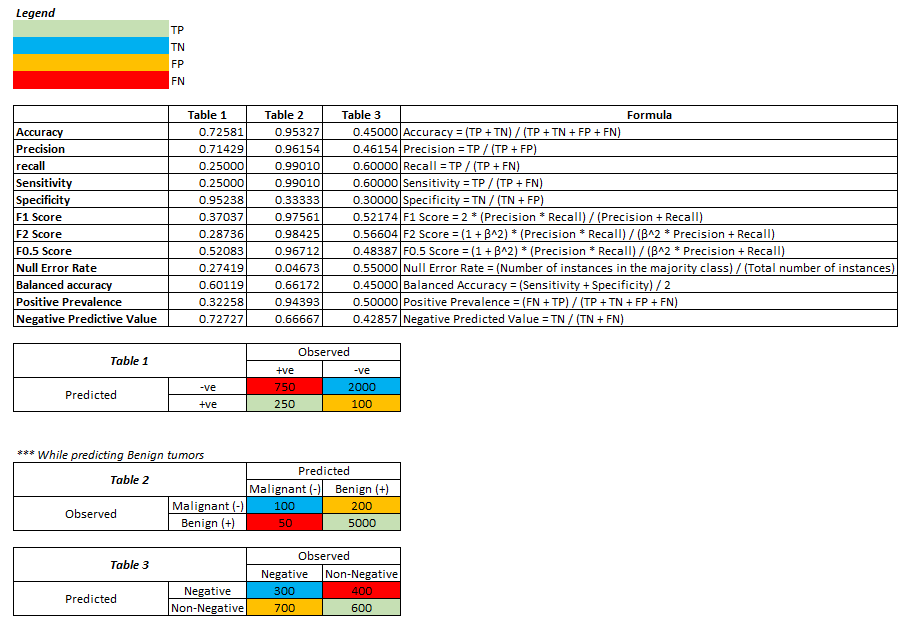 Legend
TP
TN
FP
FN
Table 1 Table 2 Table 3 Formula
Accuracy 0.72581 0.95327 0.45000 Accuracy = (TP + TN) / (TP + TN + FP + FN)
Precision 0.71429 0.96154 0.46154 Precision = TP / (TP + FP)
recall 0.25000 0.99010 0.60000 Recall = TP / (TP + FN)
Sensitivity 0.25000 0.99010 0.60000 Sensitivity = TP / (TP + FN)
Specificity 0.95238 0.33333 0.30000 Specificity = TN / (TN + FP)
F1 Score 0.37037 0.97561 0.52174 F1 Score = 2 * (Precision * Recall) / (Precision + Recall)
F2 Score 0.28736 0.98425 0.56604 F2 Score = (1 + β^2) * (Precision * Recall) / (β^2 * Precision + Recall)
F0.5 Score 0.52083 0.96712 0.48387 F0.5 Score = (1 + β^2) * (Precision * Recall) / (β^2 * Precision + Recall)
Null Error Rate 0.27419 0.04673 0.55000 Null Error Rate = (Number of instances in the majority class) / (Total number of instances)
Balanced accuracy 0.60119 0.66172 0.45000 Balanced Accuracy = (Sensitivity + Specificity) / 2
Positive Prevalence 0.32258 0.94393 0.50000 Positive Prevalence = (FN + TP) / (TP + TN + FP + FN)
Negative Predictive Value 0.72727 0.66667 0.42857 Negative Predicted Value = TN / (TN + FN)
Table 1 Observed
+ve -ve
Predicted -ve 750 2000
+ve 250 100
*** While predicting Benign tumors
Table 2 Predicted
Malignant (-) Benign (+)
Observed Malignant (-) 100 200
Benign (+) 50 5000
Table 3 Observed
Negative Non-Negative
Predicted Negative 300 400
Non-Negative 700 600